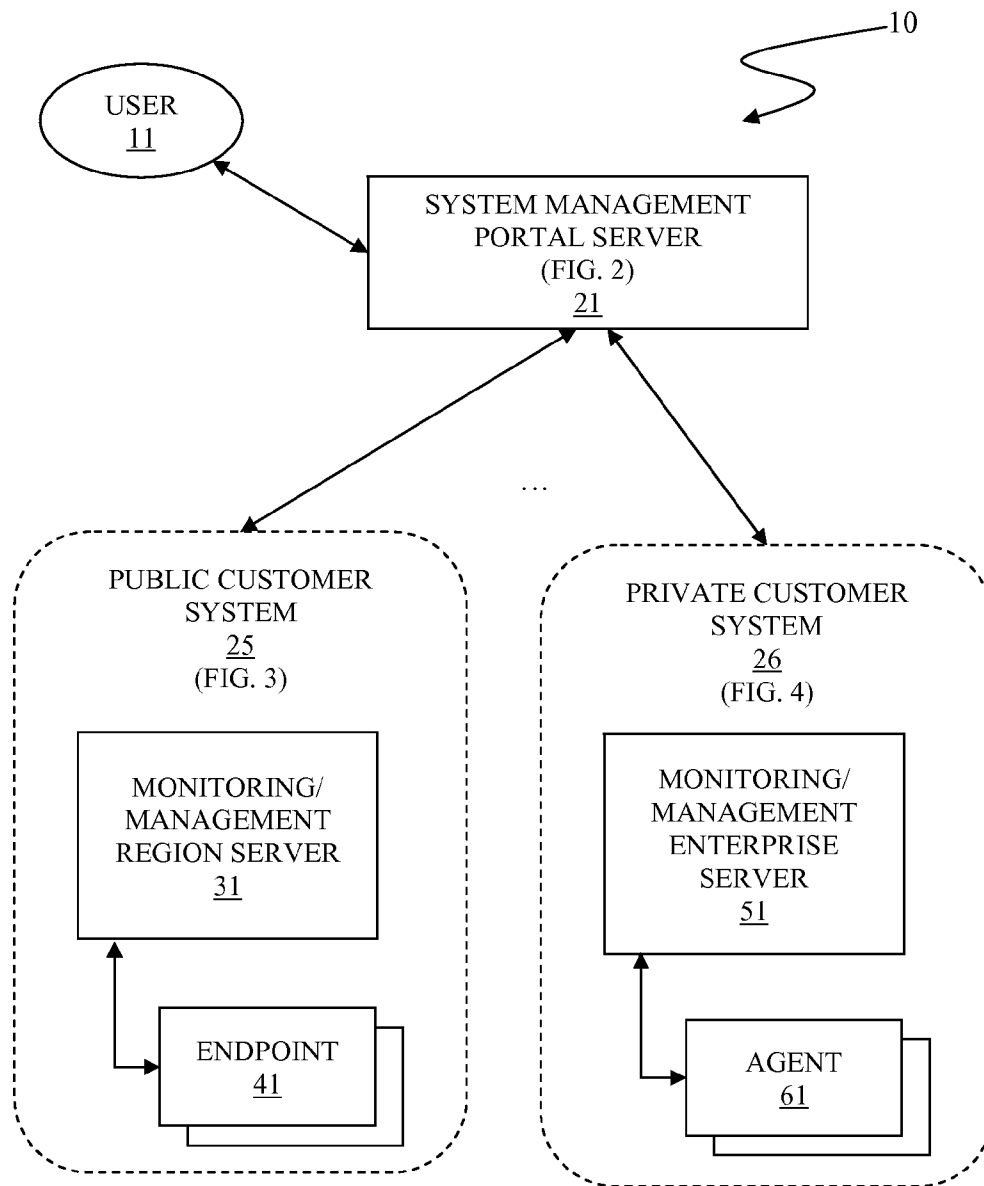 10
USER
11
SYSTEM MANAGEMENT
PORTAL SERVER
(FIG. 2)
21
...
PUBLIC CUSTOMER
SYSTEM
25
(FIG. 3)
MONITORING/
MANAGEMENT
REGION SERVER
31
ENDPOINT
41
PRIVATE CUSTOMER
SYSTEM
26
(FIG. 4)
MONITORING/
MANAGEMENT
ENTERPRISE
SERVER
51
AGENT
61